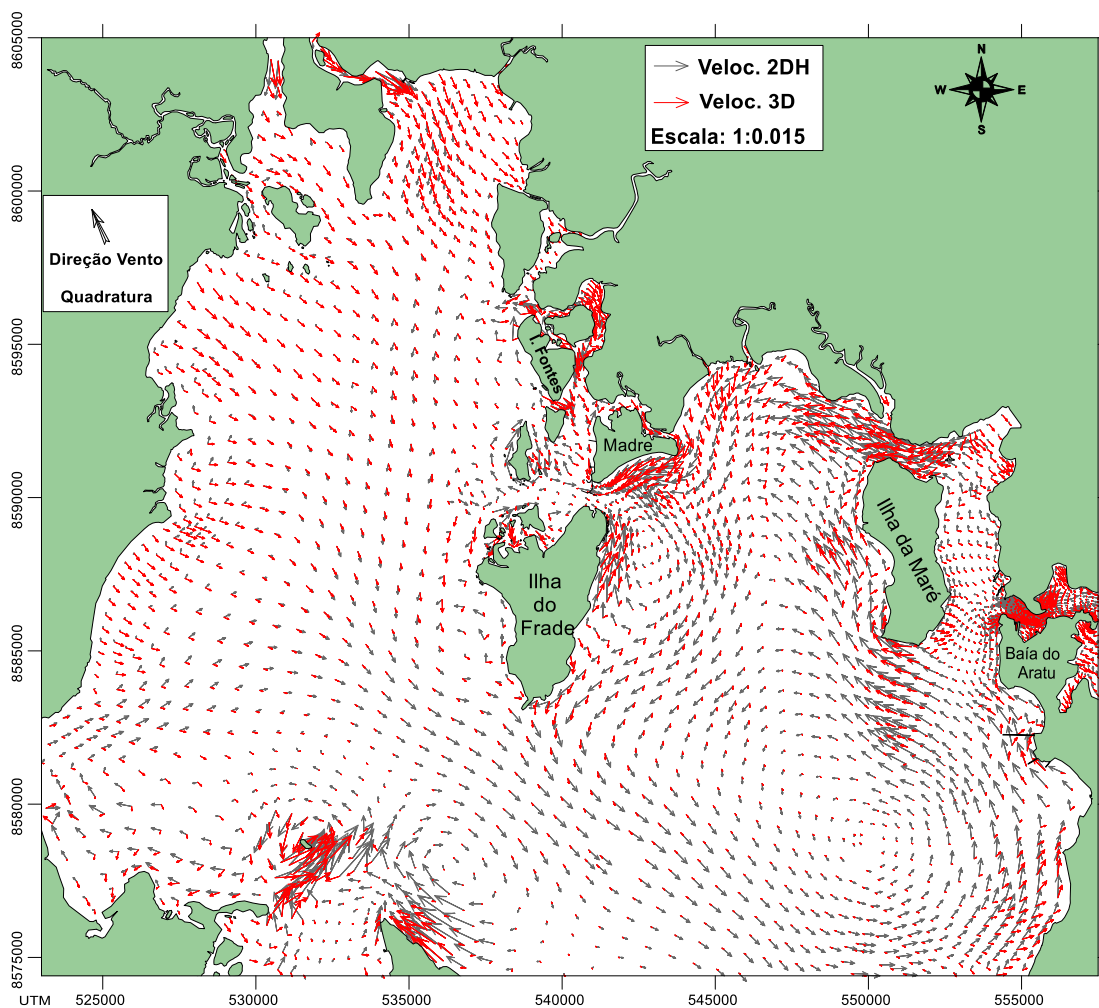 8605000
8600000
8595000
8590000
8585000
8580000
8575000
Veloc. 2DH
Veloc. 3D
Escala: 1:0.015
N
W
E
S
Direção Vento
Quadratura
I. Fontes
Madre
Ilha da Maré
Ilha
do
Frade
Baía do
Aratu
UTM
525000
530000
535000
540000
545000
550000
555000